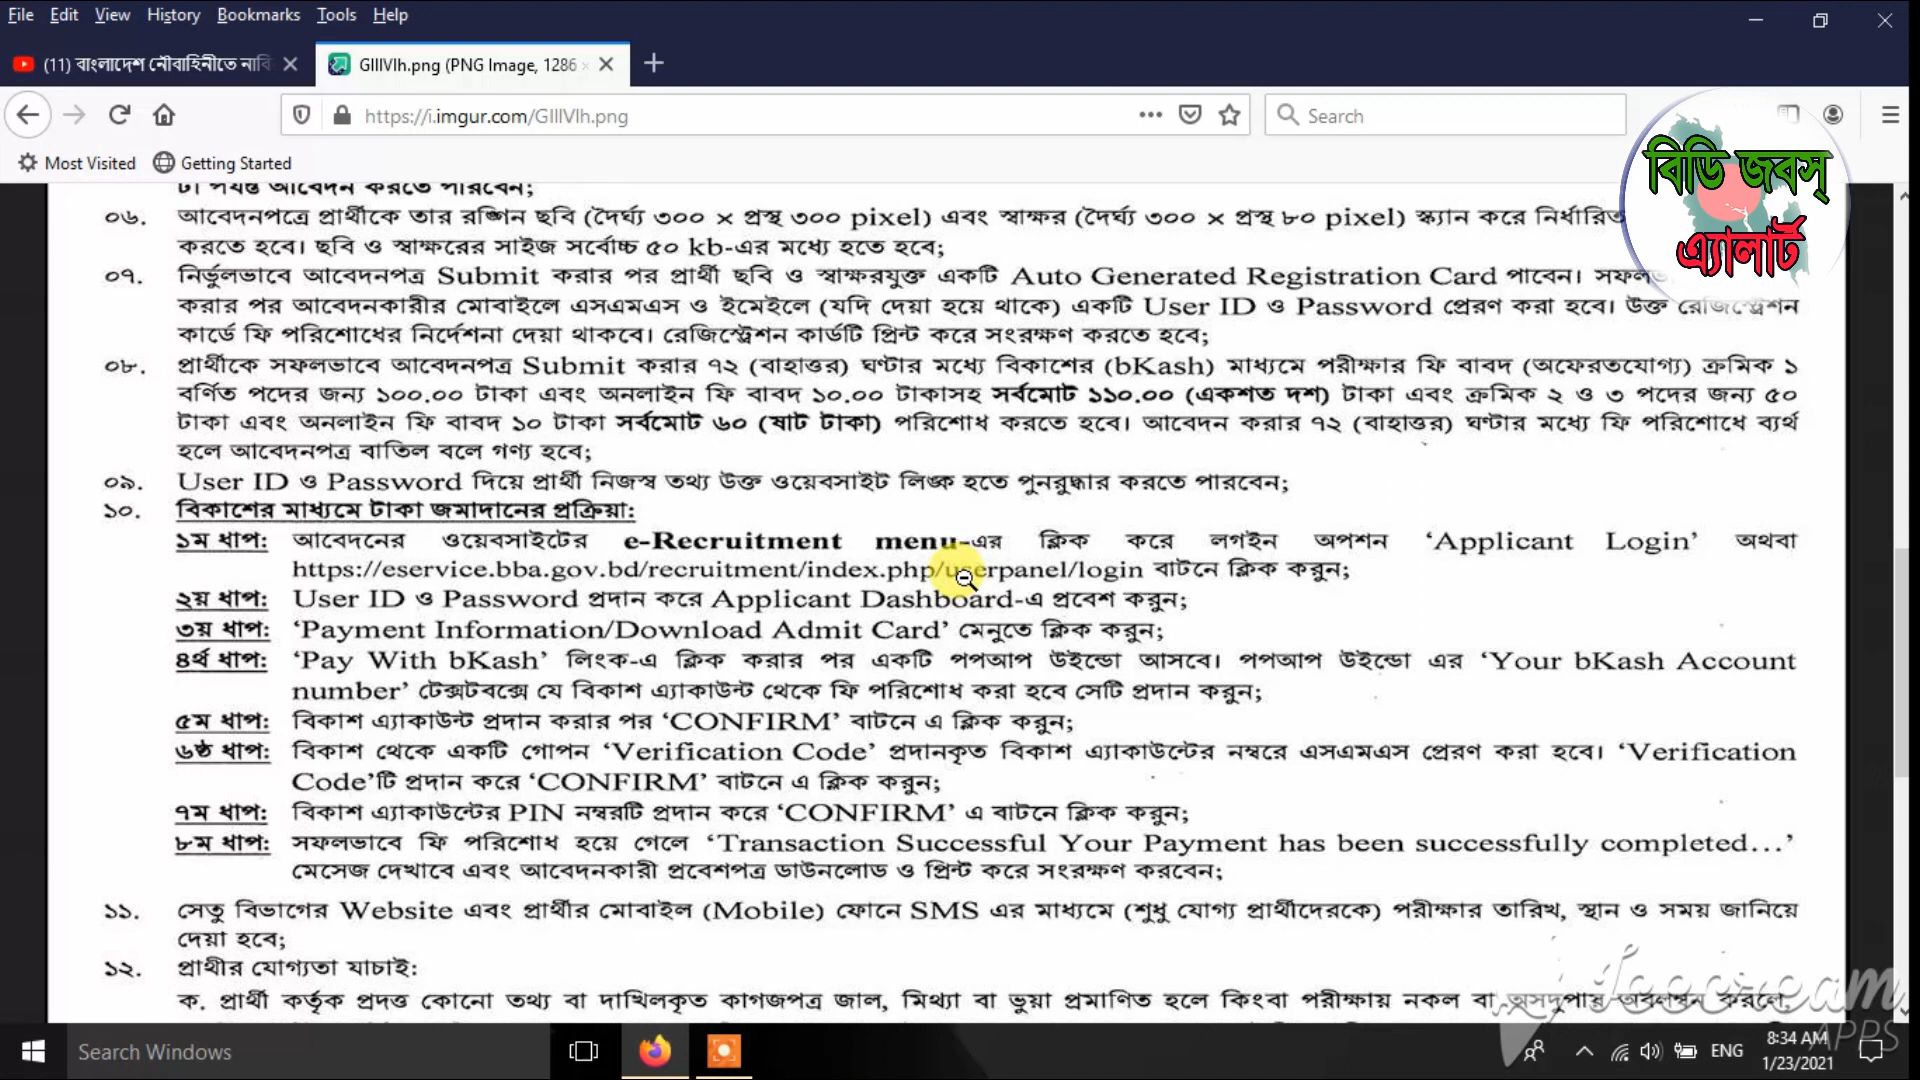 File Edit View History Bookmarks Tools Help
(11) বাংলাদেশ নৌবাহিনীতে নাবি
GIllVIh.png (PNG Image, 1286 ×
https://i.imgur.com/GIllVIh.png
Search
Most Visited Getting Started
বিডি জবস্
এ্যালার্ট
টা পর্যন্ত আবেদন করতে পারবেন;
০৬. আবেদনপত্রে প্রার্থীকে তার রঙ্গিন ছবি (দৈর্ঘ্য ৩০০ × প্রস্থ ৩০০ pixel) এবং স্বাক্ষর (দৈর্ঘ্য ৩০০ × প্রস্থ ৮০ pixel) স্ক্যান করে নির্ধারিত
করতে হবে। ছবি ও স্বাক্ষরের সাইজ সর্বোচ্চ ৫০ kb-এর মধ্যে হতে হবে;
০৭. নির্ভুলভাবে আবেদনপত্র Submit করার পর প্রার্থী ছবি ও স্বাক্ষরযুক্ত একটি Auto Generated Registration Card পাবেন।
করার পর আবেদনকারীর মোবাইলে এসএমএস ও ইমেইলে (যদি দেয়া হয়ে থাকে) একটি User ID ও Password প্রেরণ করা হবে। উক্ত রেজিস্ট্রেশন
কার্ডে ফি পরিশোধের নির্দেশনা দেয়া থাকবে। রেজিস্ট্রেশন কার্ডটি প্রিন্ট করে সংরক্ষণ করতে হবে;
০৮. প্রার্থীকে সফলভাবে আবেদনপত্র Submit করার ৭২ (বাহাত্তর) ঘণ্টার মধ্যে বিকাশের (bKash) মাধ্যমে পরীক্ষার ফি বাবদ (অফেরতযোগ্য) ক্রমিক ১
বর্ণিত পদের জন্য ১০০.০০ টাকা এবং অনলাইন ফি বাবদ ১০.০০ টাকাসহ সর্বমোট ১১০.০০ (একশত দশ) টাকা এবং ক্রমিক ২ ও ৩ পদের জন্য ৫০
টাকা এবং অনলাইন ফি বাবদ ১০ টাকা সর্বমোট ৬০ (ষাট টাকা) পরিশোধ করতে হবে। আবেদন করার ৭২ (বাহাত্তর) ঘণ্টার মধ্যে ফি পরিশোধে ব্যর্থ
হলে আবেদনপত্র বাতিল বলে গণ্য হবে;
০৯. User ID ও Password দিয়ে প্রার্থী নিজস্ব তথ্য উক্ত ওয়েবসাইট লিঙ্ক হতে পুনরুদ্ধার করতে পারবেন;
১০. বিকাশের মাধ্যমে টাকা জমাদানের প্রক্রিয়া:
১ম ধাপ: আবেদনের ওয়েবসাইটের e-Recruitment menu-এর ক্লিক করে লগইন অপশন ‘Applicant Login’ অথবা
https://eservice.bba.gov.bd/recruitment/index.php/userpanel/login বাটনে ক্লিক করুন;
২য় ধাপ: User ID ও Password প্রদান করে Applicant Dashboard-এ প্রবেশ করুন;
৩য় ধাপ: ‘Payment Information/Download Admit Card’ মেনুতে ক্লিক করুন;
৪র্থ ধাপ: ‘Pay With bKash’ লিংক-এ ক্লিক করার পর একটি পপআপ উইন্ডো আসবে। পপআপ উইন্ডো এর ‘Your bKash Account
number’ টেক্সটবক্সে যে বিকাশ এ্যাকাউন্ট থেকে ফি পরিশোধ করা হবে সেটি প্রদান করুন;
৫ম ধাপ: বিকাশ এ্যাকাউন্ট প্রদান করার পর ‘CONFIRM’ বাটনে এ ক্লিক করুন;
৬ষ্ঠ ধাপ: বিকাশ থেকে একটি গোপন ‘Verification Code’ প্রদানকৃত বিকাশ এ্যাকাউন্টের নম্বরে এসএমএস প্রেরণ করা হবে। ‘Verification
Code’টি প্রদান করে ‘CONFIRM’ বাটনে এ ক্লিক করুন;
৭ম ধাপ: বিকাশ এ্যাকাউন্টের PIN নম্বরটি প্রদান করে ‘CONFIRM’ এ বাটনে ক্লিক করুন;
৮ম ধাপ: সফলভাবে ফি পরিশোধ হয়ে গেলে ‘Transaction Successful Your Payment has been successfully completed...’
মেসেজ দেখাবে এবং আবেদনকারী প্রবেশপত্র ডাউনলোড ও প্রিন্ট করে সংরক্ষণ করবেন;
১১. সেতু বিভাগের Website এবং প্রার্থীর মোবাইল (Mobile) ফোনে SMS এর মাধ্যমে (শুধু যোগ্য প্রার্থীদেরকে) পরীক্ষার তারিখ, স্থান ও সময় জানিয়ে
দেয়া হবে;
১২. প্রার্থীর যোগ্যতা যাচাই:
ক. প্রার্থী কর্তৃক প্রদত্ত কোনো তথ্য বা দাখিলকৃত কাগজপত্র জাল, মিথ্যা বা ভুয়া প্রমাণিত হলে কিংবা পরীক্ষায় নকল বা অসদুপায় অবলম্বন করলে,
Icecream
APPS
Search Windows
ENG
8:34 AM
1/23/2021